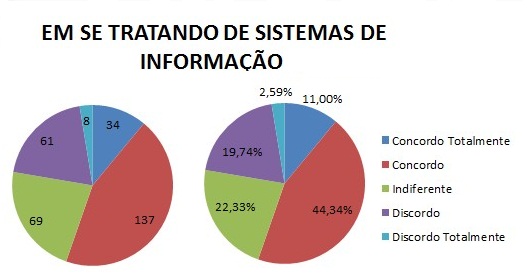 EM SE TRATANDO DE SISTEMAS DE
INFORMAÇÃO
8
34
61
69
137
2,59%
11,00%
19,74%
22,33%
44,34%
Concordo Totalmente
Concordo
Indiferente
Discordo
Discordo Totalmente